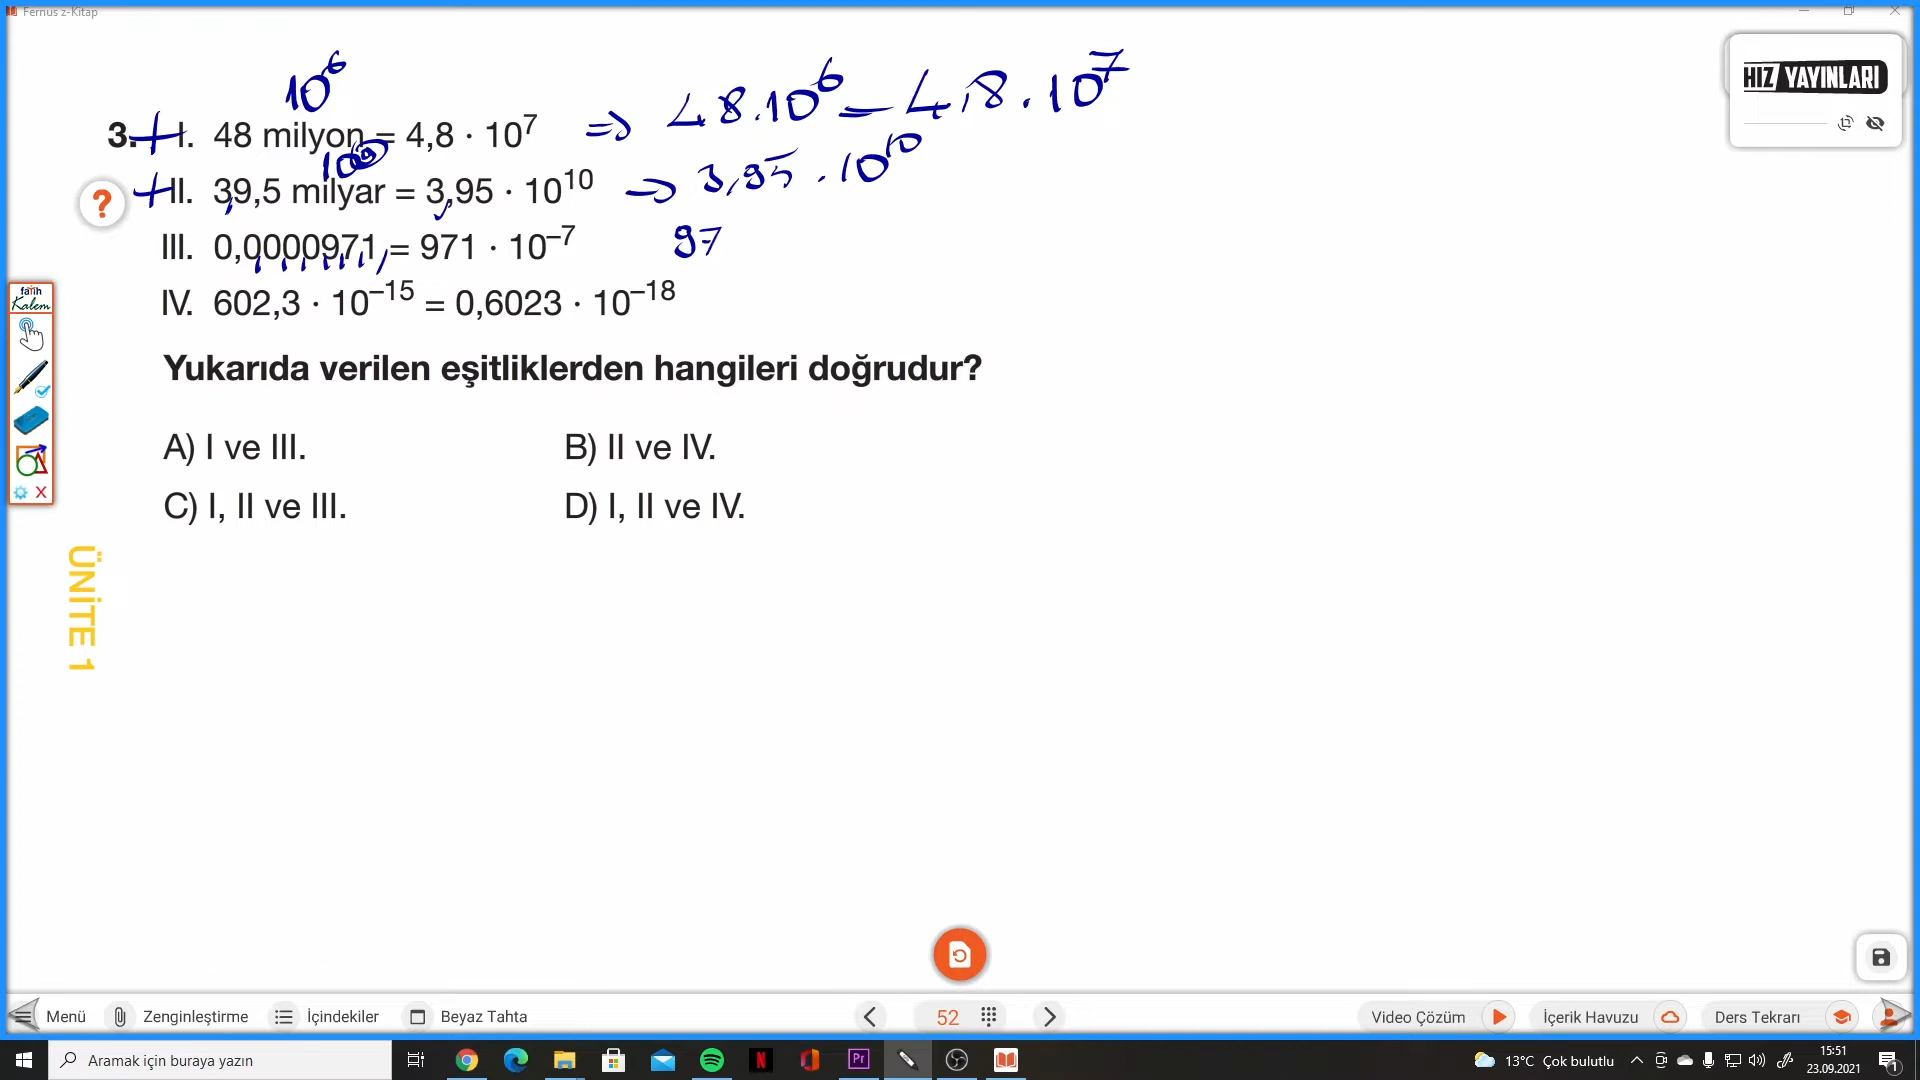 Fernus z-Kitap
10⁶
3. I. 48 milyon = 4,8 · 10⁷ ⇒ 48.10⁶ = 4,8 . 10⁷
II. 39,5 milyar = 3,95 · 10¹⁰ ⇒ 3,95 . 10¹⁰
III. 0,0000971 = 971 · 10⁻⁷ 97
IV. 602,3 · 10⁻¹⁵ = 0,6023 · 10⁻¹⁸
Yukarıda verilen eşitliklerden hangileri doğrudur?
A) I ve III. B) II ve IV.
C) I, II ve III. D) I, II ve IV.
HIZ YAYINLARI
?
fatih
Kalem
X
ÜNİTE 1
Menü Zenginleştirme İçindekiler Beyaz Tahta 52 Video Çözüm İçerik Havuzu Ders Tekrarı
Aramak için buraya yazın Pr 13°C Çok bulutlu 15:51
23.09.2021 1